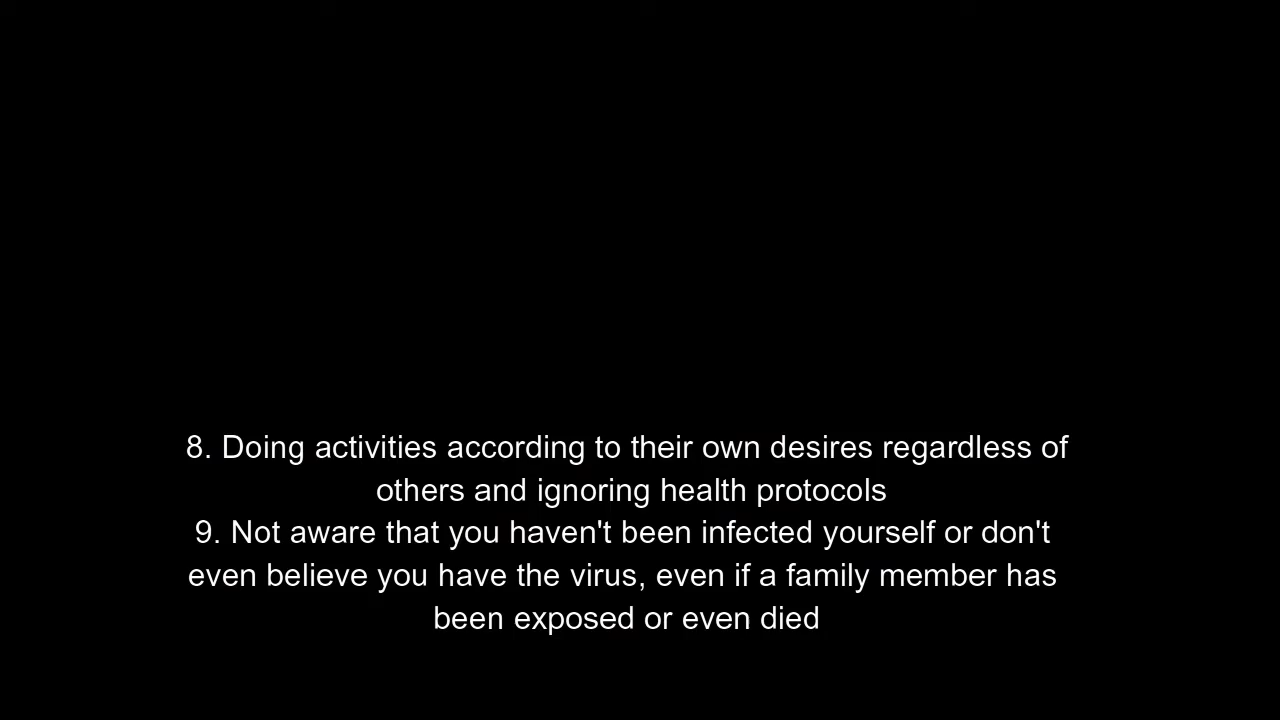 8. Doing activities according to their own desires regardless of
others and ignoring health protocols
9. Not aware that you haven't been infected yourself or don't
even believe you have the virus, even if a family member has
been exposed or even died